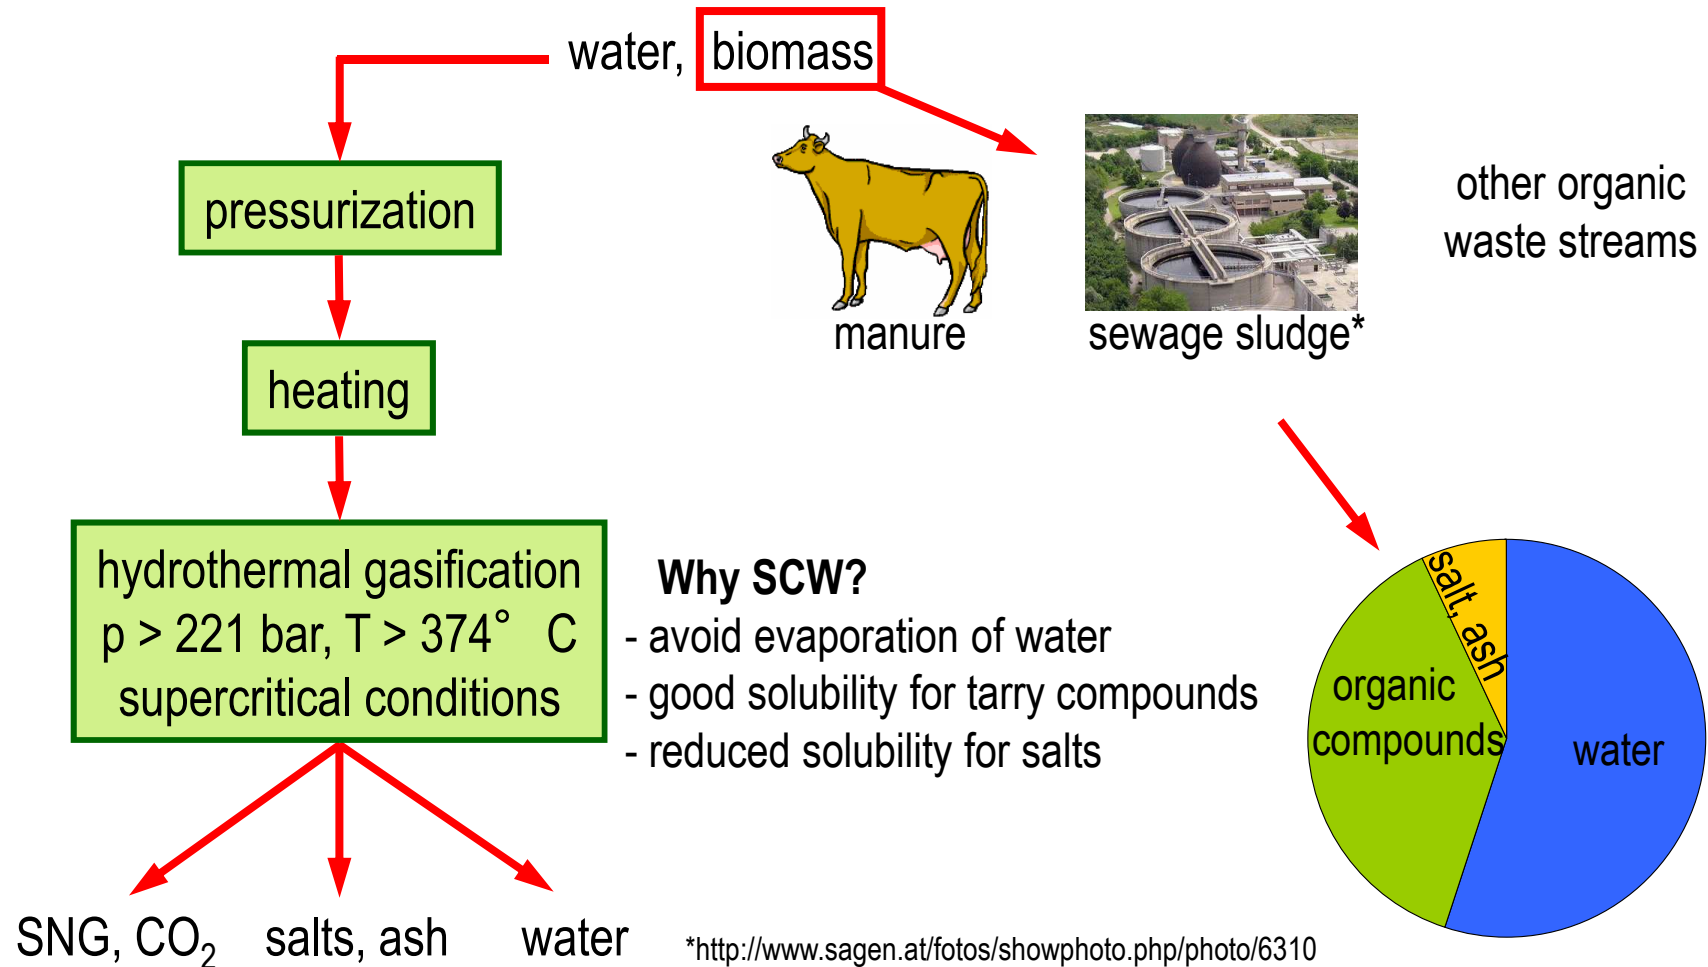 water, biomass
pressurization
heating
hydrothermal gasification
p > 221 bar, T > 374° C
supercritical conditions
SNG, CO₂
salts, ash
water
manure
sewage sludge*
other organic
waste streams
Why SCW?
- avoid evaporation of water
- good solubility for tarry compounds
- reduced solubility for salts
salt, ash
organic
compounds
water
*http://www.sagen.at/fotos/showphoto.php/photo/6310